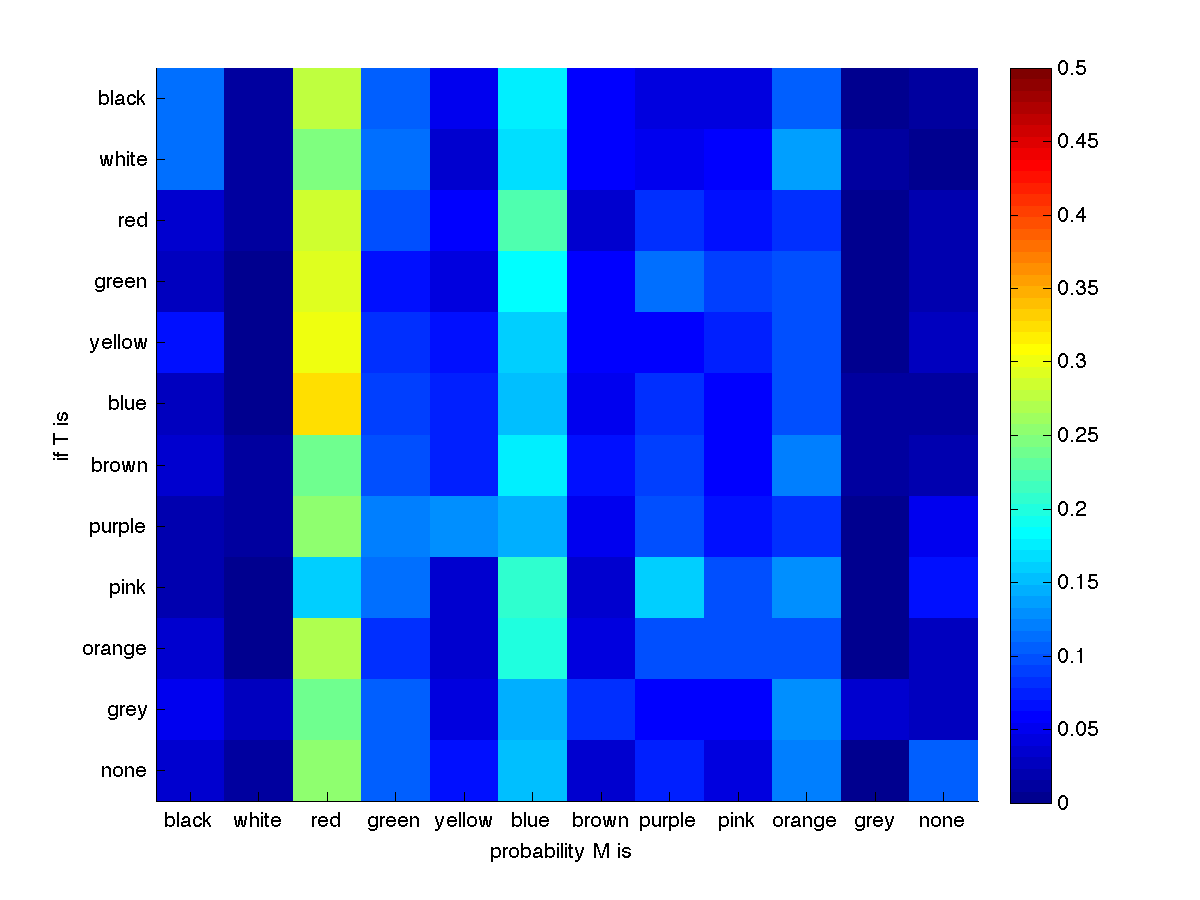 black
white
red
green
yellow
blue
brown
purple
pink
orange
grey
none
if T is
black white red green yellow blue brown purple pink orange grey none
probability M is
0.5
0.45
0.4
0.35
0.3
0.25
0.2
0.15
0.1
0.05
0